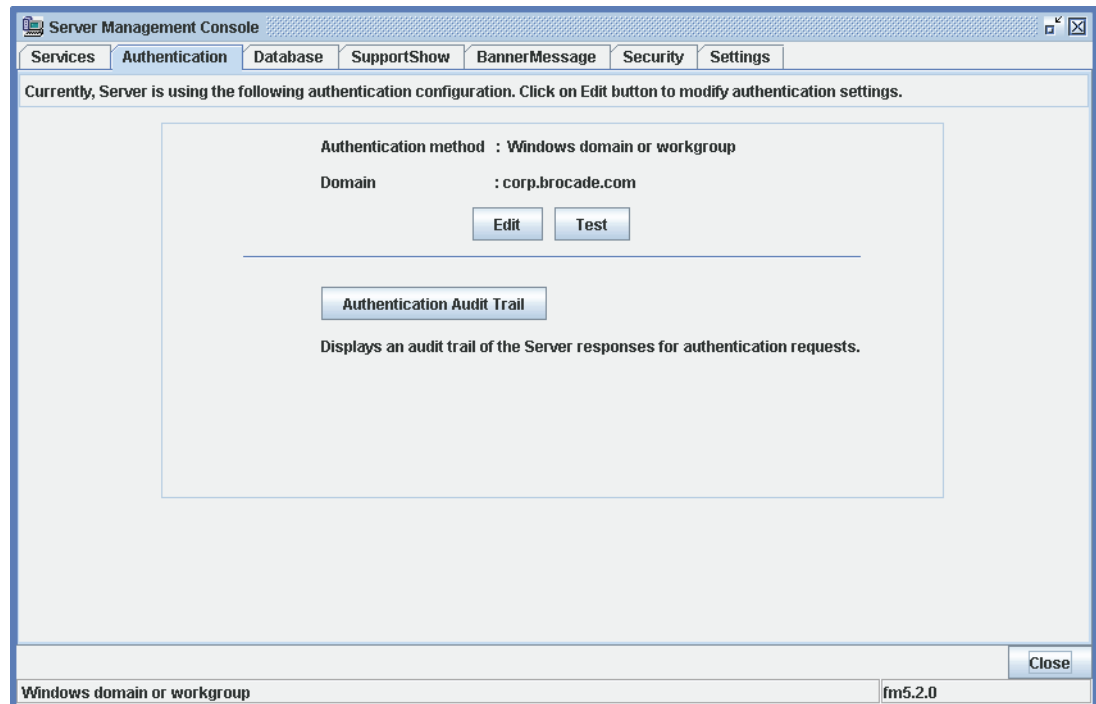 Server Management Console
Services Authentication Database SupportShow BannerMessage Security Settings
Currently, Server is using the following authentication configuration. Click on Edit button to modify authentication settings.
Authentication method : Windows domain or workgroup
Domain : corp.brocade.com
Edit Test
Authentication Audit Trail
Displays an audit trail of the Server responses for authentication requests.
Close
Windows domain or workgroup fm5.2.0